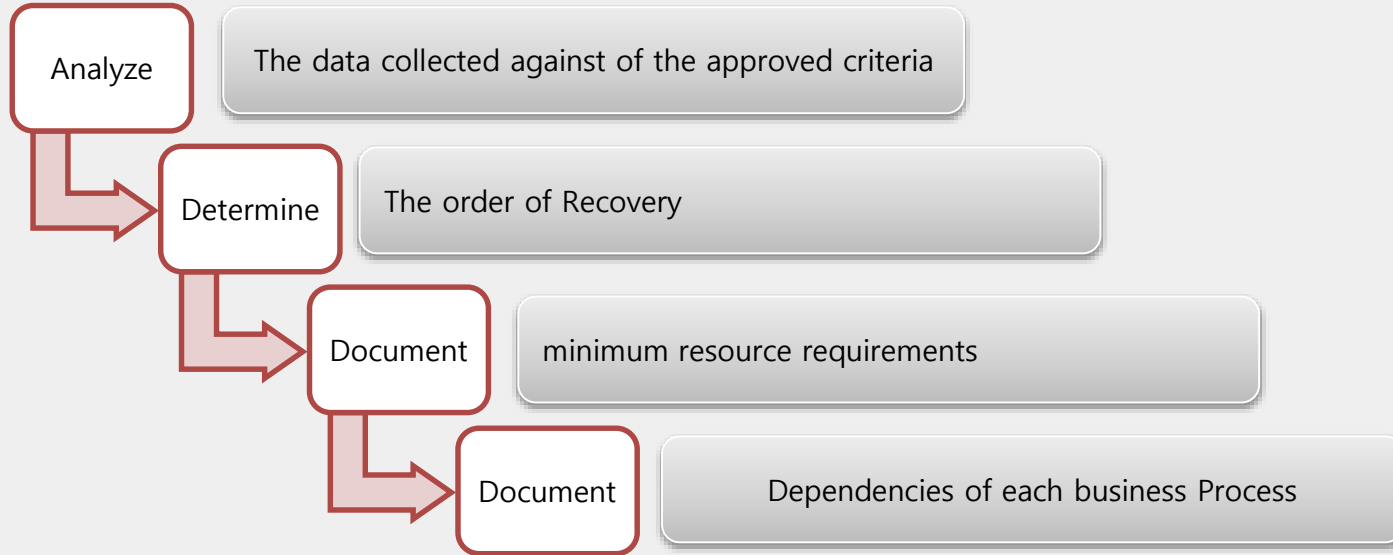 Analyze
The data collected against of the approved criteria
Determine
The order of Recovery
Document
minimum resource requirements
Document
Dependencies of each business Process